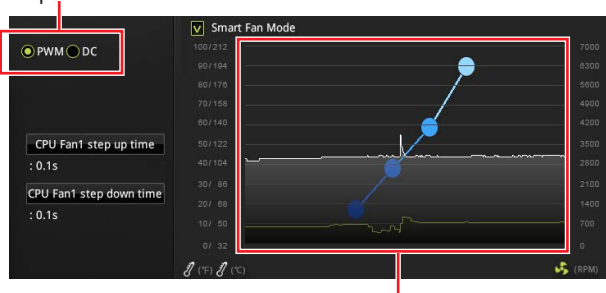 Smart Fan Mode
PWM DC
100/212 7000
90/194 6300
80/176 5600
70/158 4900
60/140 4200
50/122 3500
40/104 2800
30/ 86 2100
20/ 68 1400
10/ 50 700
0/ 32 0
CPU Fan1 step up time
: 0.1s
CPU Fan1 step down time
: 0.1s
(°F) (°C) (RPM)